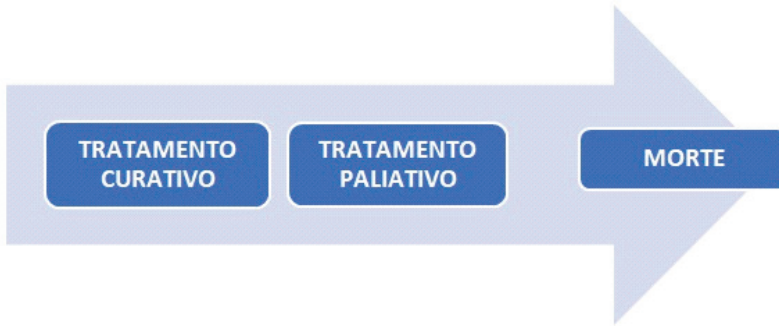 TRATAMENTO
CURATIVO
TRATAMENTO
PALIATIVO
MORTE